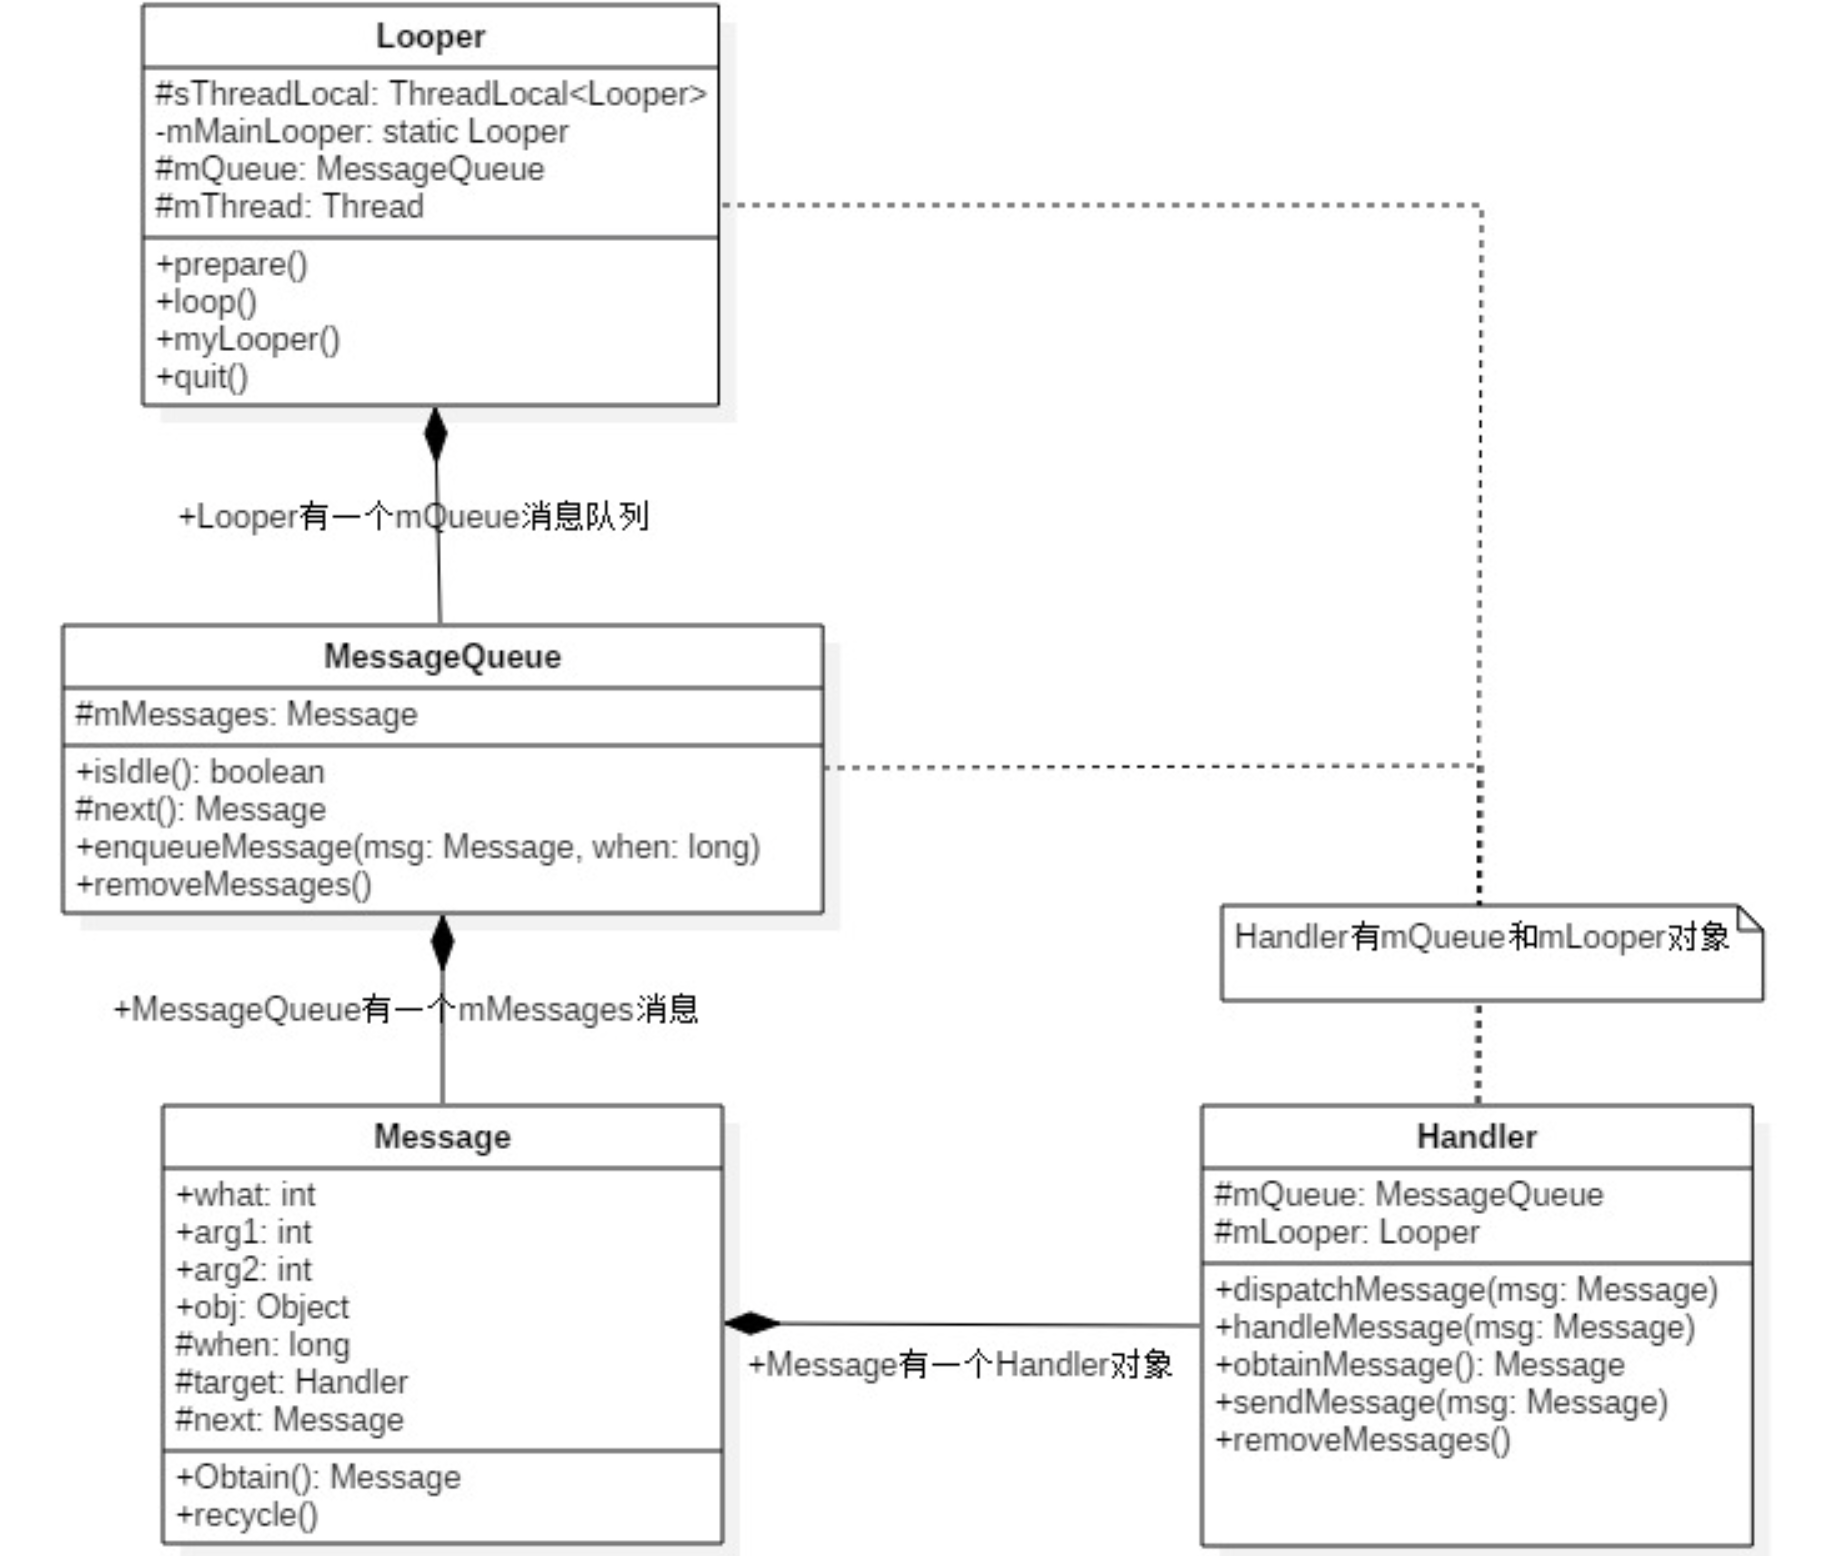 Looper
#sThreadLocal: ThreadLocal<Looper>
-mMainLooper: static Looper
#mQueue: MessageQueue
#mThread: Thread
+prepare()
+loop()
+myLooper()
+quit()
+Looper有一个mQueue消息队列
MessageQueue
#mMessages: Message
+isIdle(): boolean
#next(): Message
+enqueueMessage(msg: Message, when: long)
+removeMessages()
Handler有mQueue和mLooper对象
+MessageQueue有一个mMessages消息
Message
+what: int
+arg1: int
+arg2: int
+obj: Object
#when: long
#target: Handler
#next: Message
+Obtain(): Message
+recycle()
+Message有一个Handler对象
Handler
#mQueue: MessageQueue
#mLooper: Looper
+dispatchMessage(msg: Message)
+handleMessage(msg: Message)
+obtainMessage(): Message
+sendMessage(msg: Message)
+removeMessages()